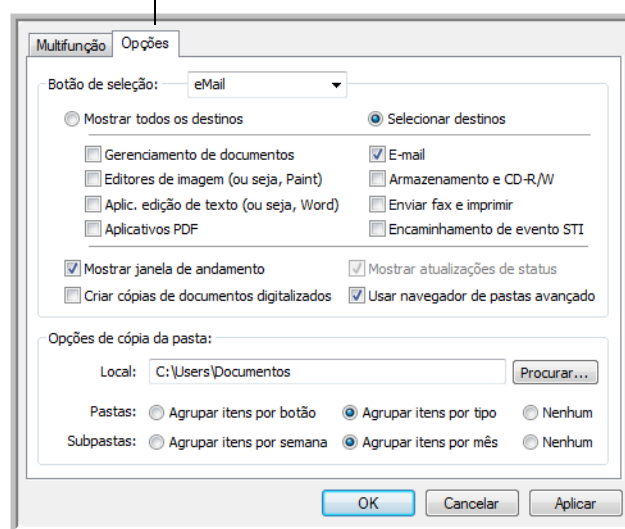 Multifunção Opções
Botão de seleção: eMail
Mostrar todos os destinos Selecionar destinos
Gerenciamento de documentos E-mail
Editores de imagem (ou seja, Paint) Armazenamento e CD-R/W
Aplic. edição de texto (ou seja, Word) Enviar fax e imprimir
Aplicativos PDF Encaminhamento de evento STI
Mostrar janela de andamento Mostrar atualizações de status
Criar cópias de documentos digitalizados Usar navegador de pastas avançado
Opções de cópia da pasta:
Local: C:\Users\Documentos Procurar...
Pastas: Agrupar itens por botão Agrupar itens por tipo Nenhum
Subpastas: Agrupar itens por semana Agrupar itens por mês Nenhum
OK Cancelar Aplicar